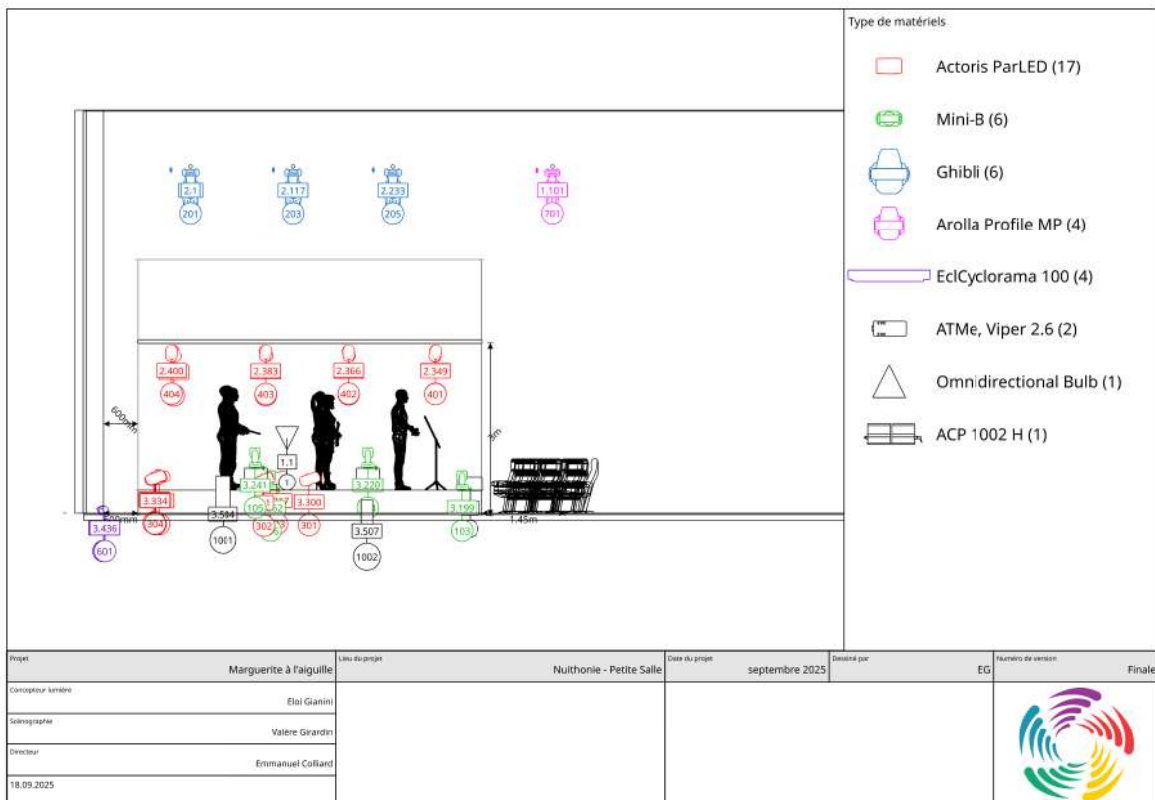 Type de matériels
Actoris ParLED (17)
Mini-B (6)
Ghibli (6)
Arolla Profile MP (4)
EclCyclorama 100 (4)
ATMe, Viper 2.6 (2)
Omnidirectional Bulb (1)
ACP 1002 H (1)
2.1
2.117
2.233
1.101
201
203
205
701
2.400
2.383
2.366
2.349
404
403
402
401
600mm
3m
1.1
1
3.241
3.220
3.334
3.300
3.199
105
304
302
301
103
3.436
3.507
1.45m
601
1001
1002
Projet
Marguerite à l'aiguille
Lieu du projet
Nuithonie - Petite Salle
Date du projet
septembre 2025
Dessiné par
EG
Numéro de version
Finale
Concepteur lumière
Eloi Gianini
Scénographie
Valère Girardin
Directeur
Emmanuel Colliard
18.09.2025